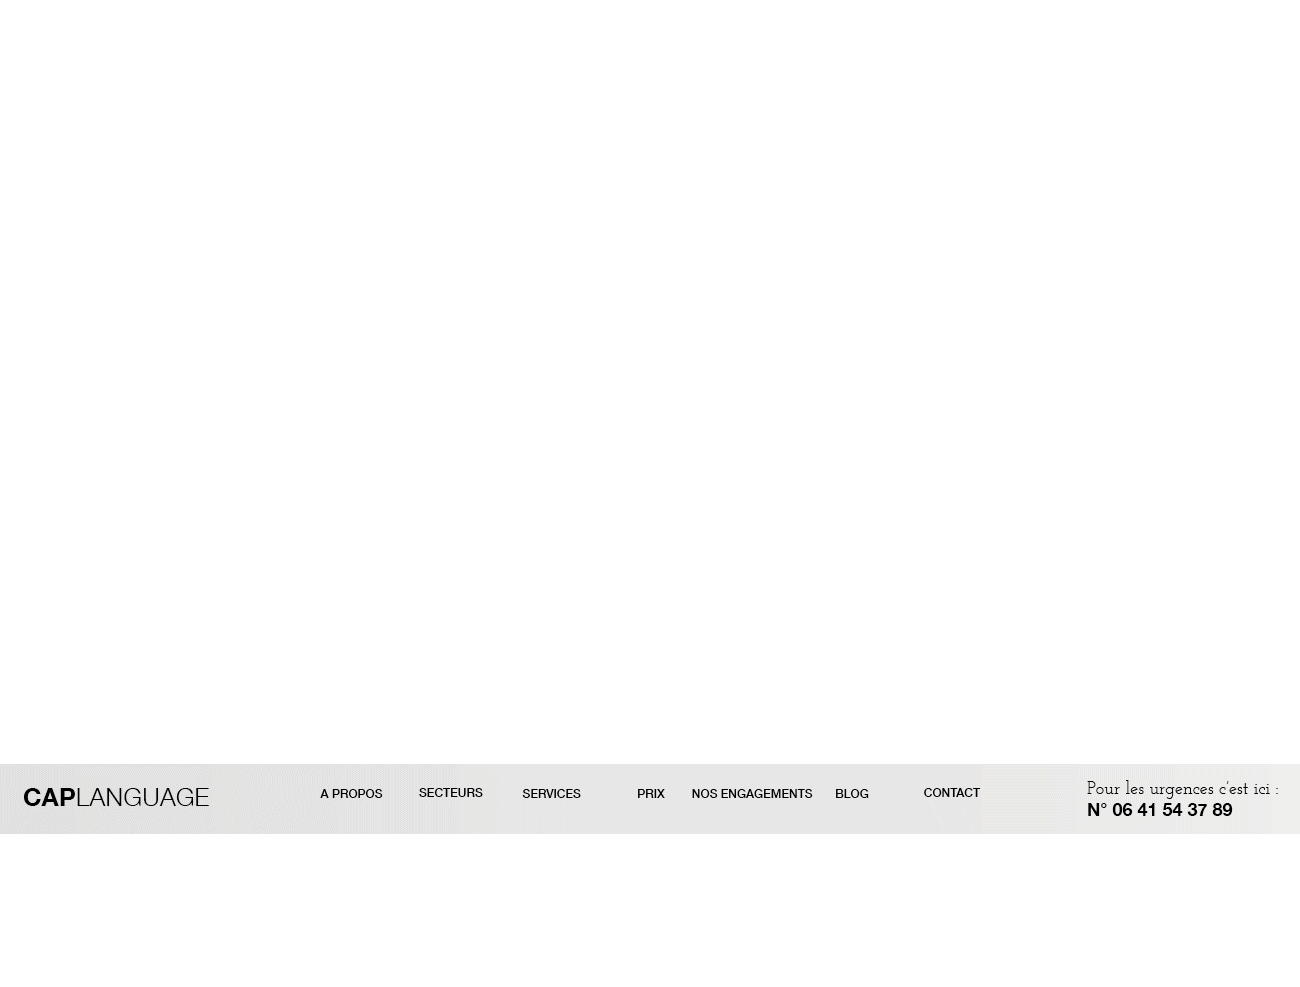 CAPLANGUAGE
A PROPOS SECTEURS SERVICES PRIX NOS ENGAGEMENTS BLOG CONTACT
Pour les urgences c'est ici :
N° 06 41 54 37 89